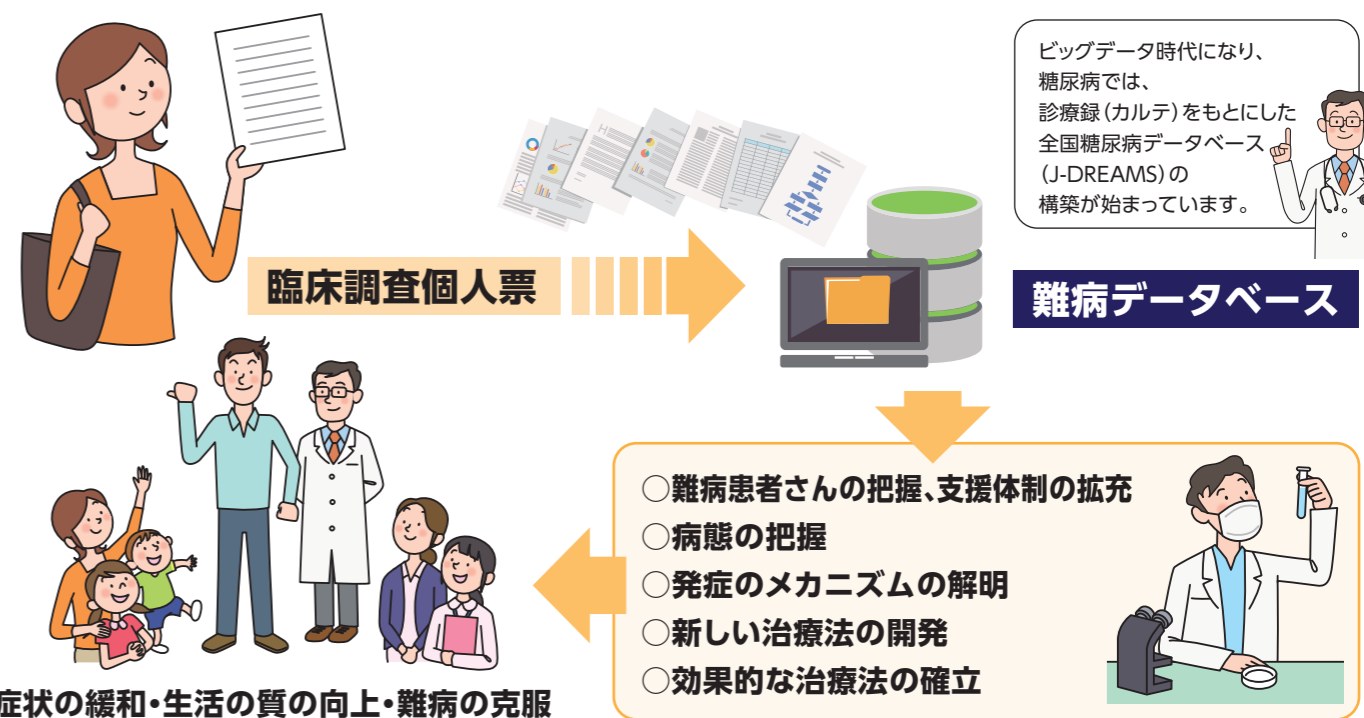 ビッグデータ時代になり、
糖尿病では、
診療録(カルテ)をもとにした
全国糖尿病データベース
(J-DREAMS)の
構築が始まっています。
臨床調査個人票
難病データベース
○難病患者さんの把握、支援体制の拡充
○病態の把握
○発症のメカニズムの解明
○新しい治療法の開発
○効果的な治療法の確立
症状の緩和・生活の質の向上・難病の克服